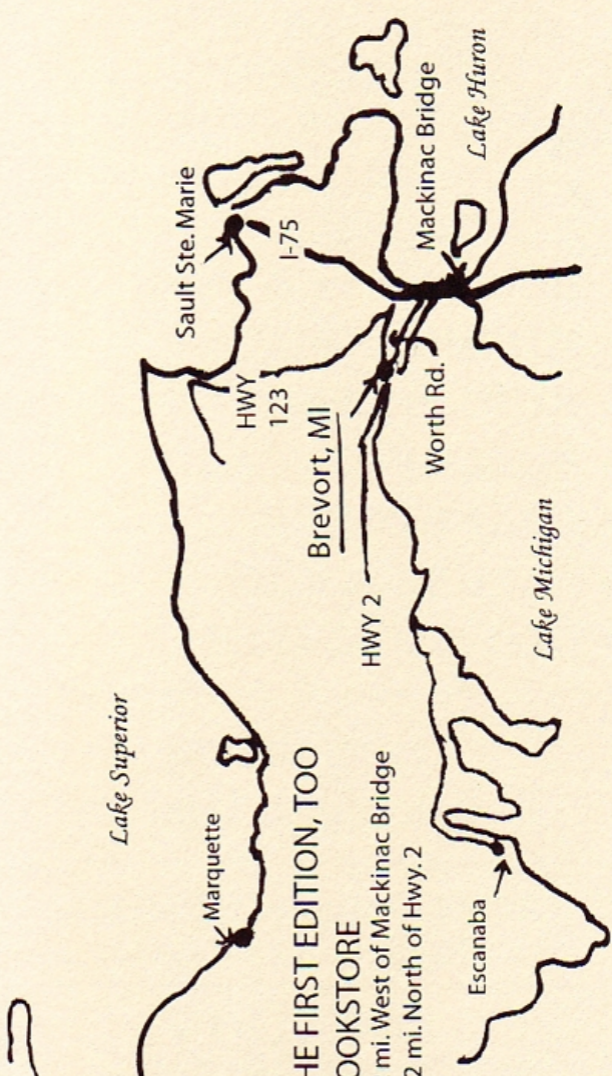 Lake Superior
Sault Ste. Marie
Marquette
HWY
123
I-75
HE FIRST EDITION, TOO
OOKSTORE
mi. West of Mackinac Bridge
2 mi. North of Hwy. 2
Brevort, MI
HWY 2
Worth Rd.
Mackinac Bridge
Lake Huron
Escanaba
Lake Michigan